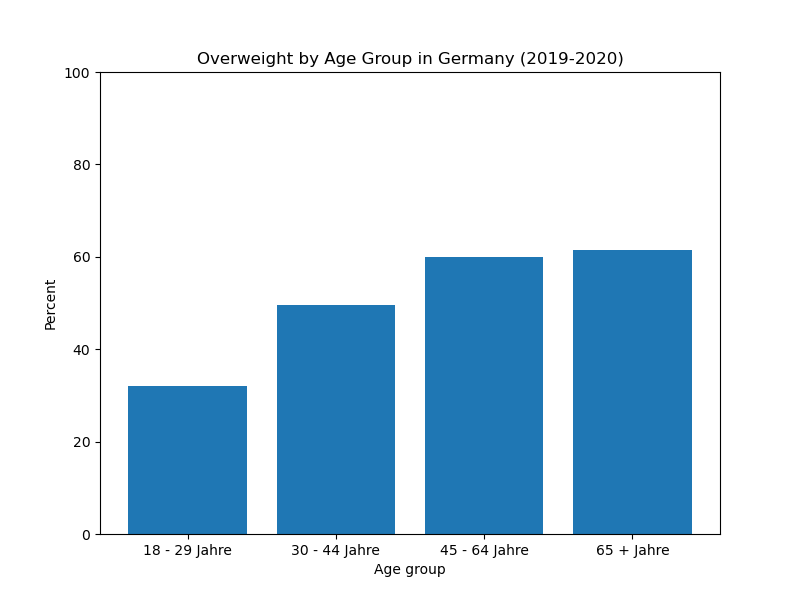 Overweight by Age Group in Germany (2019-2020)
100
80
60
40
20
0
Percent
18 - 29 Jahre
30 - 44 Jahre
45 - 64 Jahre
65 + Jahre
Age group